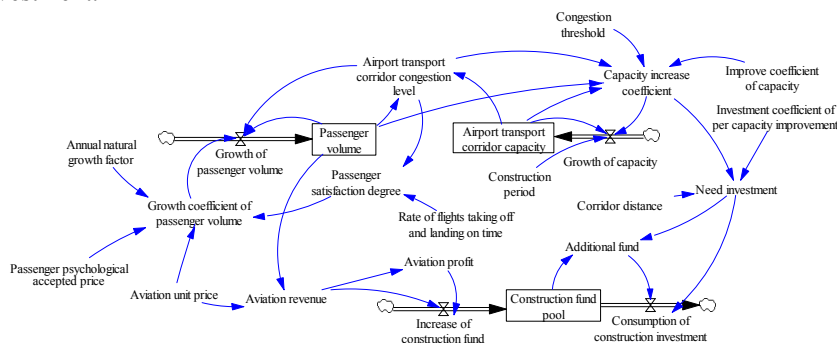 Congestion
threshold
Airport transport
corridor congestion
level
Capacity increase
coefficient
Improve coefficient
of capacity
Investment coefficient of
per capacity improvement
Passenger
volume
Airport transport
corridor capacity
Annual natural
growth factor
Growth of
passenger volume
Growth of capacity
Construction
period
Passenger
satisfaction degree
Need investment
Growth coefficient of
passenger volume
Corridor distance
Rate of flights taking off
and landing on time
Additional fund
Passenger psychological
accepted price
Aviation profit
Aviation unit price
Aviation revenue
Construction fund
pool
Increase of
construction fund
Consumption of
construction investment